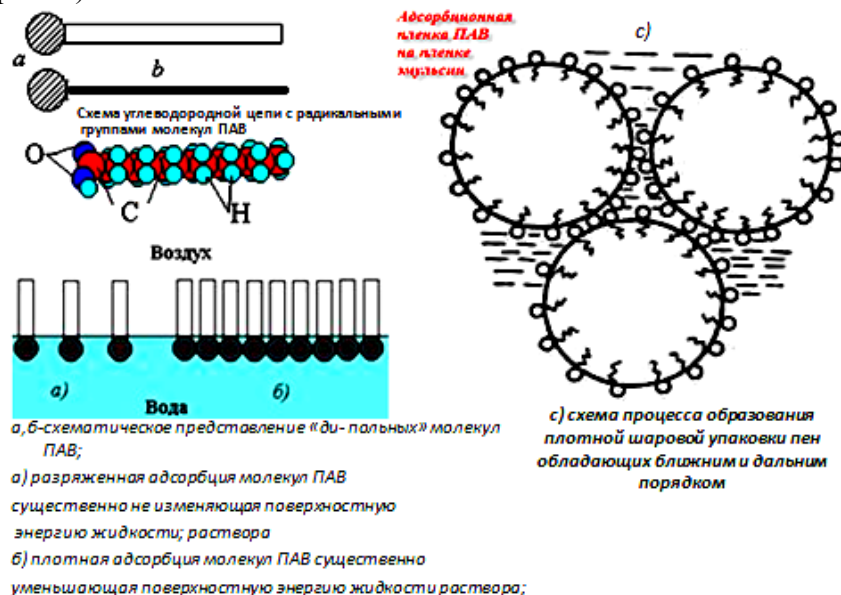 Адсорбционная
пленка ПАВ
на пленке
эмульсии
c)
a
b
Схема углеводородной цепи с радикальными
группами молекул ПАВ
O
C
H
Воздух
а)
б)
Вода
а,б-схематическое представление «ди- польных» молекул
ПАВ;
а) разряженная адсорбция молекул ПАВ
существенно не изменяющая поверхностную
энергию жидкости; раствора
б) плотная адсорбция молекул ПАВ существенно
уменьшающая поверхностную энергию жидкости раствора;
с) схема процесса образования
плотной шаровой упаковки пен
обладающих ближним и дальним
порядком